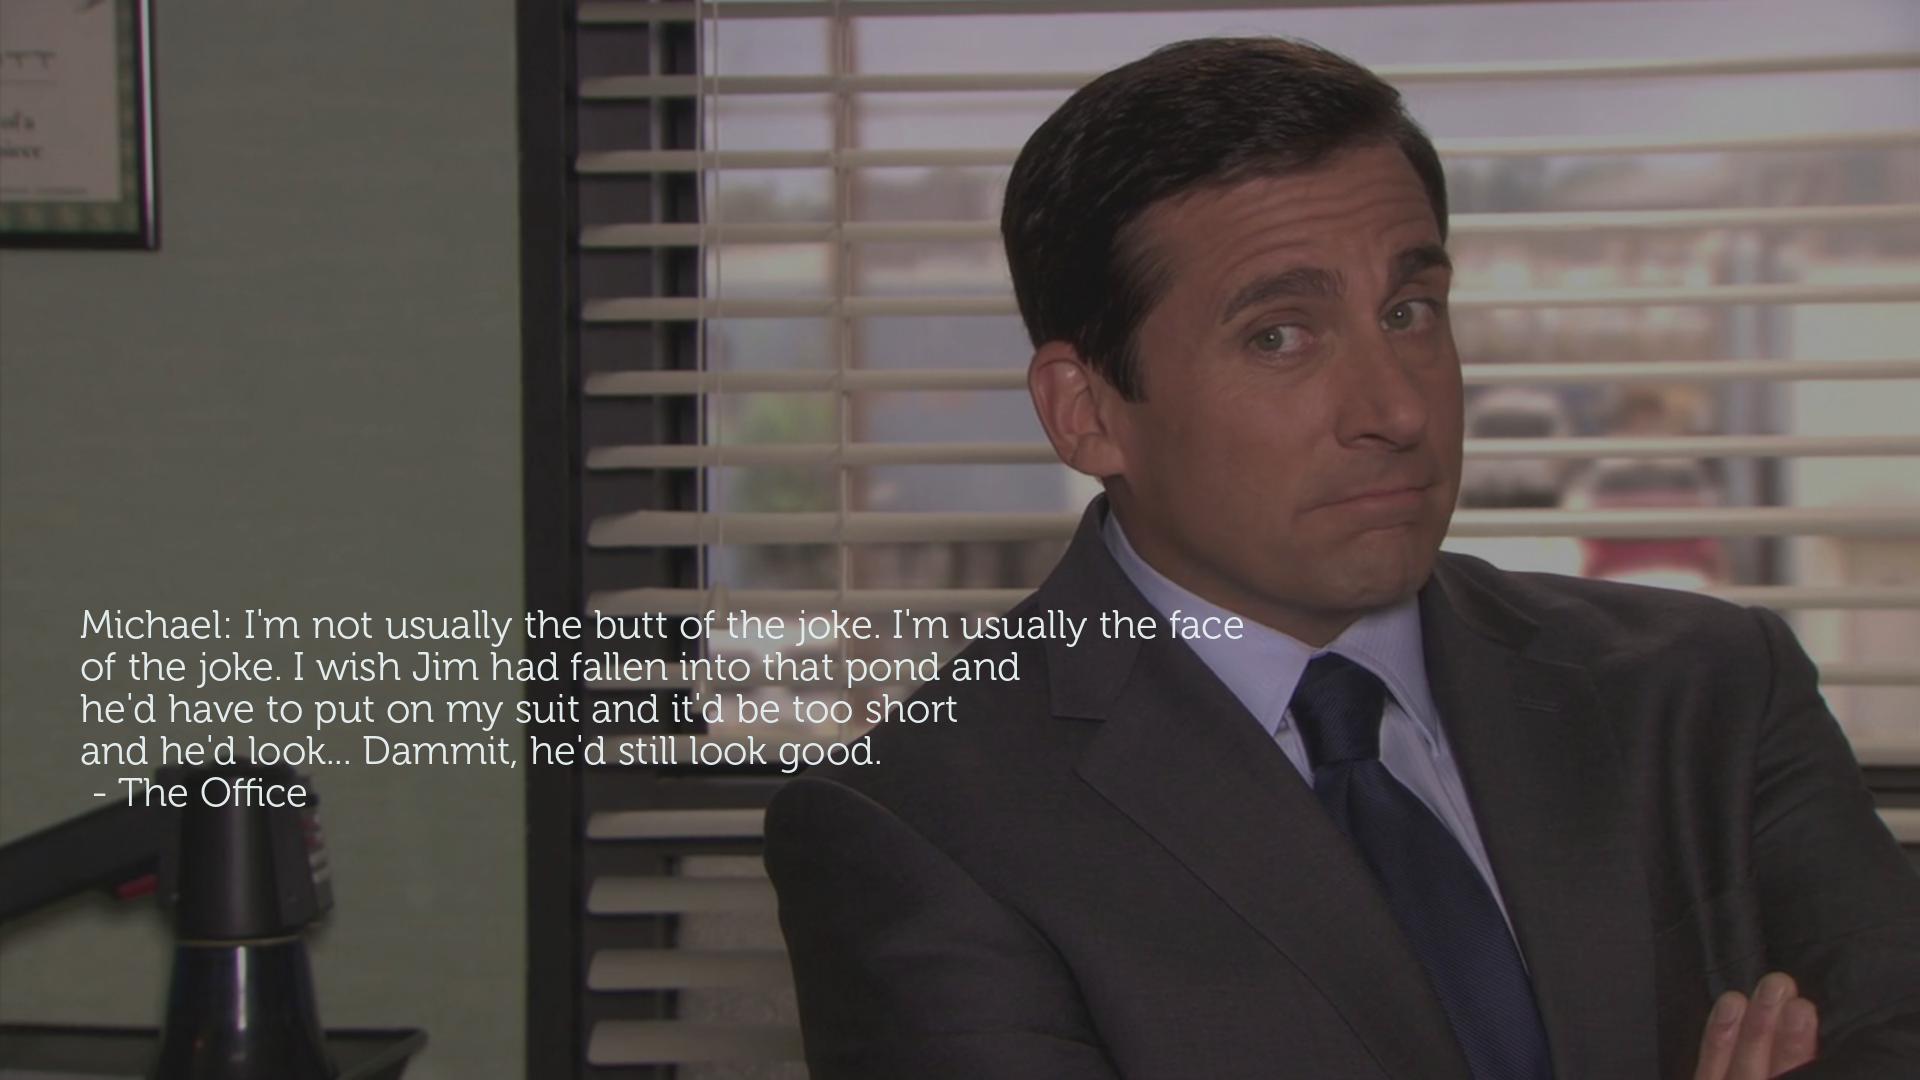 of a
Michael: I'm not usually the butt of the joke. I'm usually the face
of the joke. I wish Jim had fallen into that pond and
he'd have to put on my suit and it'd be too short
and he'd look... Dammit, he'd still look good.
- The Office